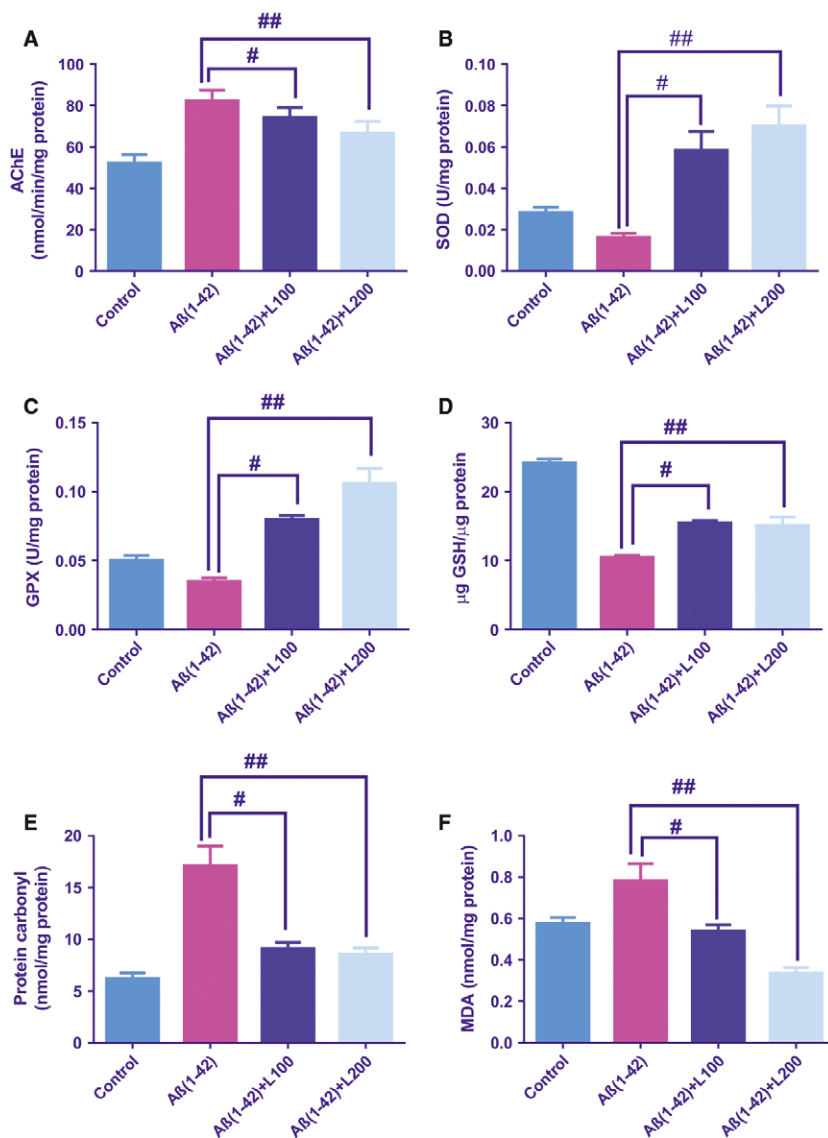 A
##
#
100
80
60
40
20
0
AChE
(nmol/min/mg protein)
Control
Aß(1-42)
Aß(1-42)+L100
Aß(1-42)+L200
B
##
#
0.10
0.08
0.06
0.04
0.02
0.00
SOD (U/mg protein)
Control
Aß(1-42)
Aß(1-42)+L100
Aß(1-42)+L200
C
##
#
0.15
0.10
0.05
0.00
GPX (U/mg protein)
Control
Aß(1-42)
Aß(1-42)+L100
Aß(1-42)+L200
D
##
#
30
20
10
0
µg GSH/µg protein
Control
Aß(1-42)
Aß(1-42)+L100
Aß(1-42)+L200
E
##
#
20
15
10
5
0
Protein carbonyl
(nmol/mg protein)
Control
Aß(1-42)
Aß(1-42)+L100
Aß(1-42)+L200
F
##
#
1.0
0.8
0.6
0.4
0.2
0.0
MDA (nmol/mg protein)
Control
Aß(1-42)
Aß(1-42)+L100
Aß(1-42)+L200